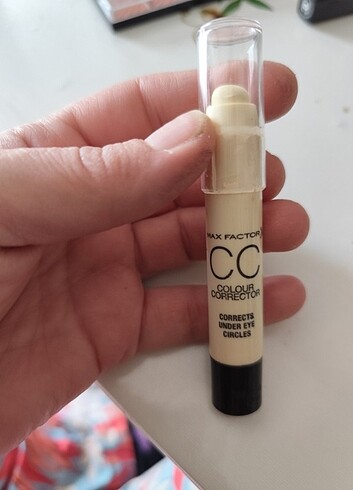 MAX FACTOR X
CC
COLOUR
CORRECTOR
CORRECTS
UNDER EYE
CIRCLES